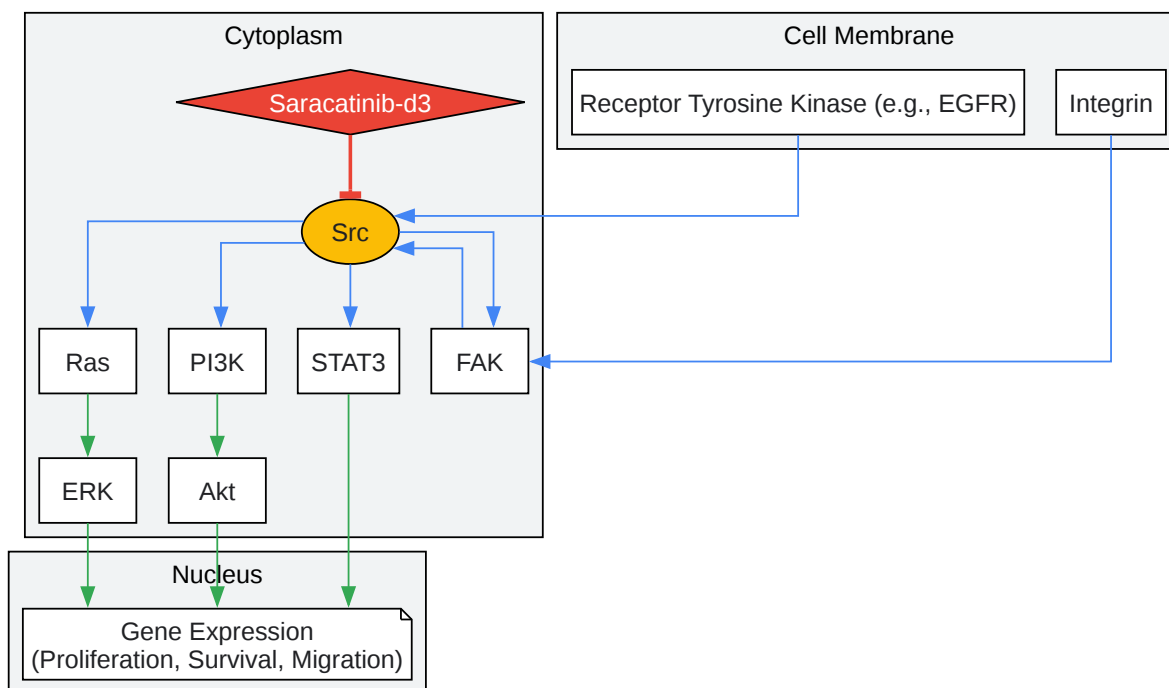 Cytoplasm
Cell Membrane
Saracatinib-d3
Receptor Tyrosine Kinase (e.g., EGFR)
Integrin
Src
Ras
PI3K
STAT3
FAK
ERK
Akt
Nucleus
Gene Expression
(Proliferation, Survival, Migration)